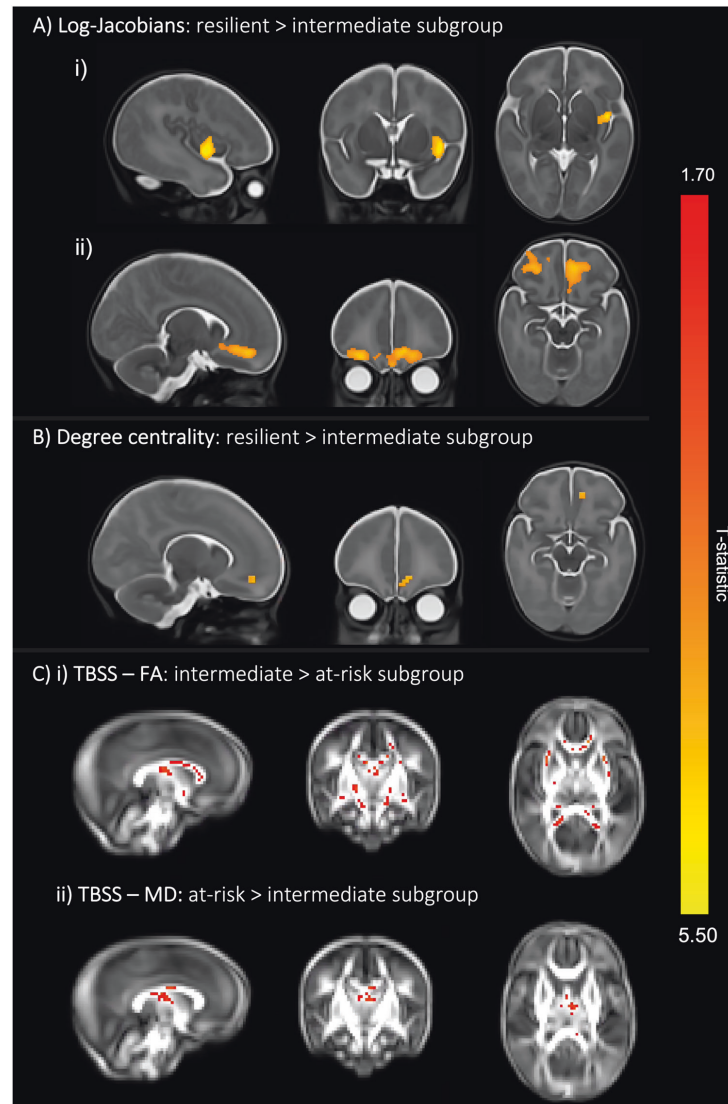 A) Log-Jacobians: resilient > intermediate subgroup
i)
1.70
ii)
B) Degree centrality: resilient > intermediate subgroup
T-statistic
C) i) TBSS – FA: intermediate > at-risk subgroup
ii) TBSS – MD: at-risk > intermediate subgroup
5.50